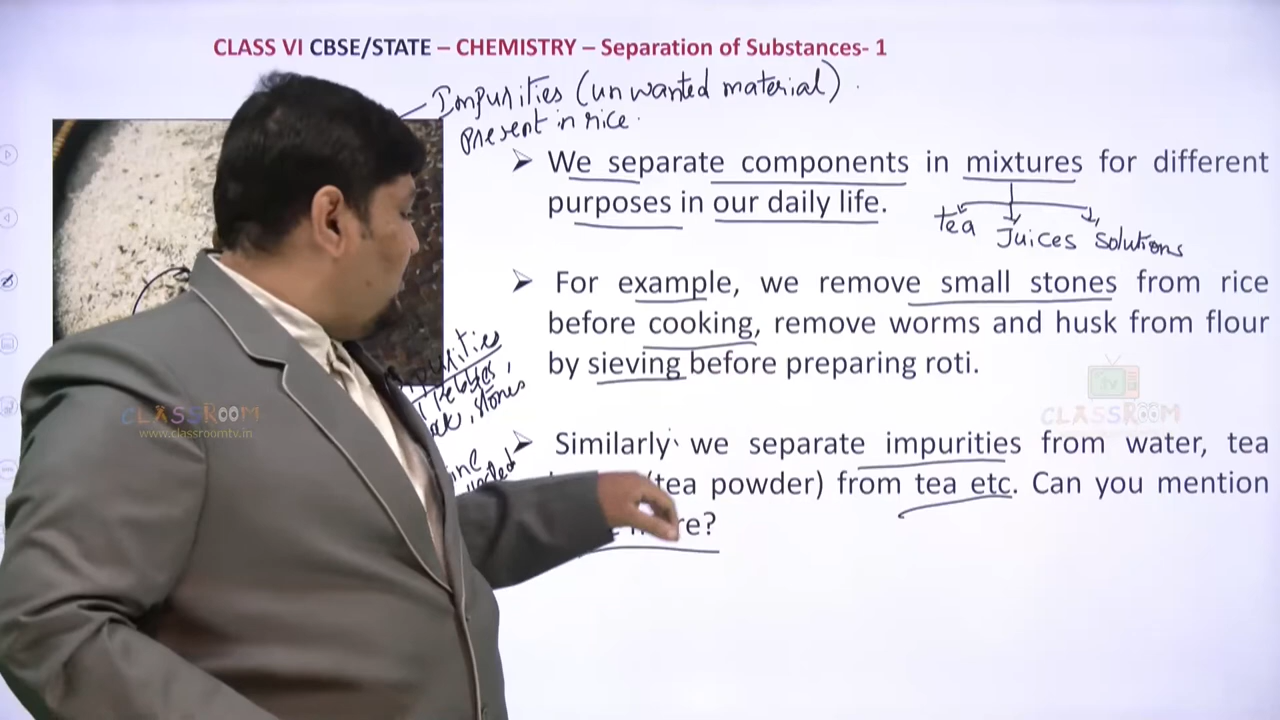 CLASS VI CBSE/STATE – CHEMISTRY – Separation of Substances- 1
Impurities (unwanted material).
Present in rice.
➤ We separate components in mixtures for different
purposes in our daily life.
tea Juices Solutions
➤ For example, we remove small stones from rice
before cooking, remove worms and husk from flour
by sieving before preparing roti.
stones
➤ Similarly we separate impurities from water, tea
(tea powder) from tea etc. Can you mention
CLASSROOM
www.classroomtv.in
tv
CLASSROOM